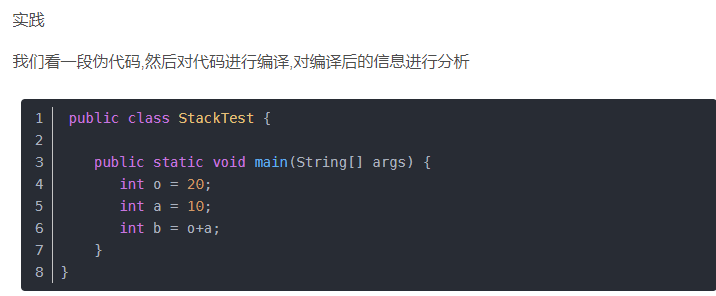 实践
我们看一段伪代码,然后对代码进行编译,对编译后的信息进行分析
1 public class StackTest {
2
3 public static void main(String[] args) {
4 int o = 20;
5 int a = 10;
6 int b = o+a;
7 }
8 }